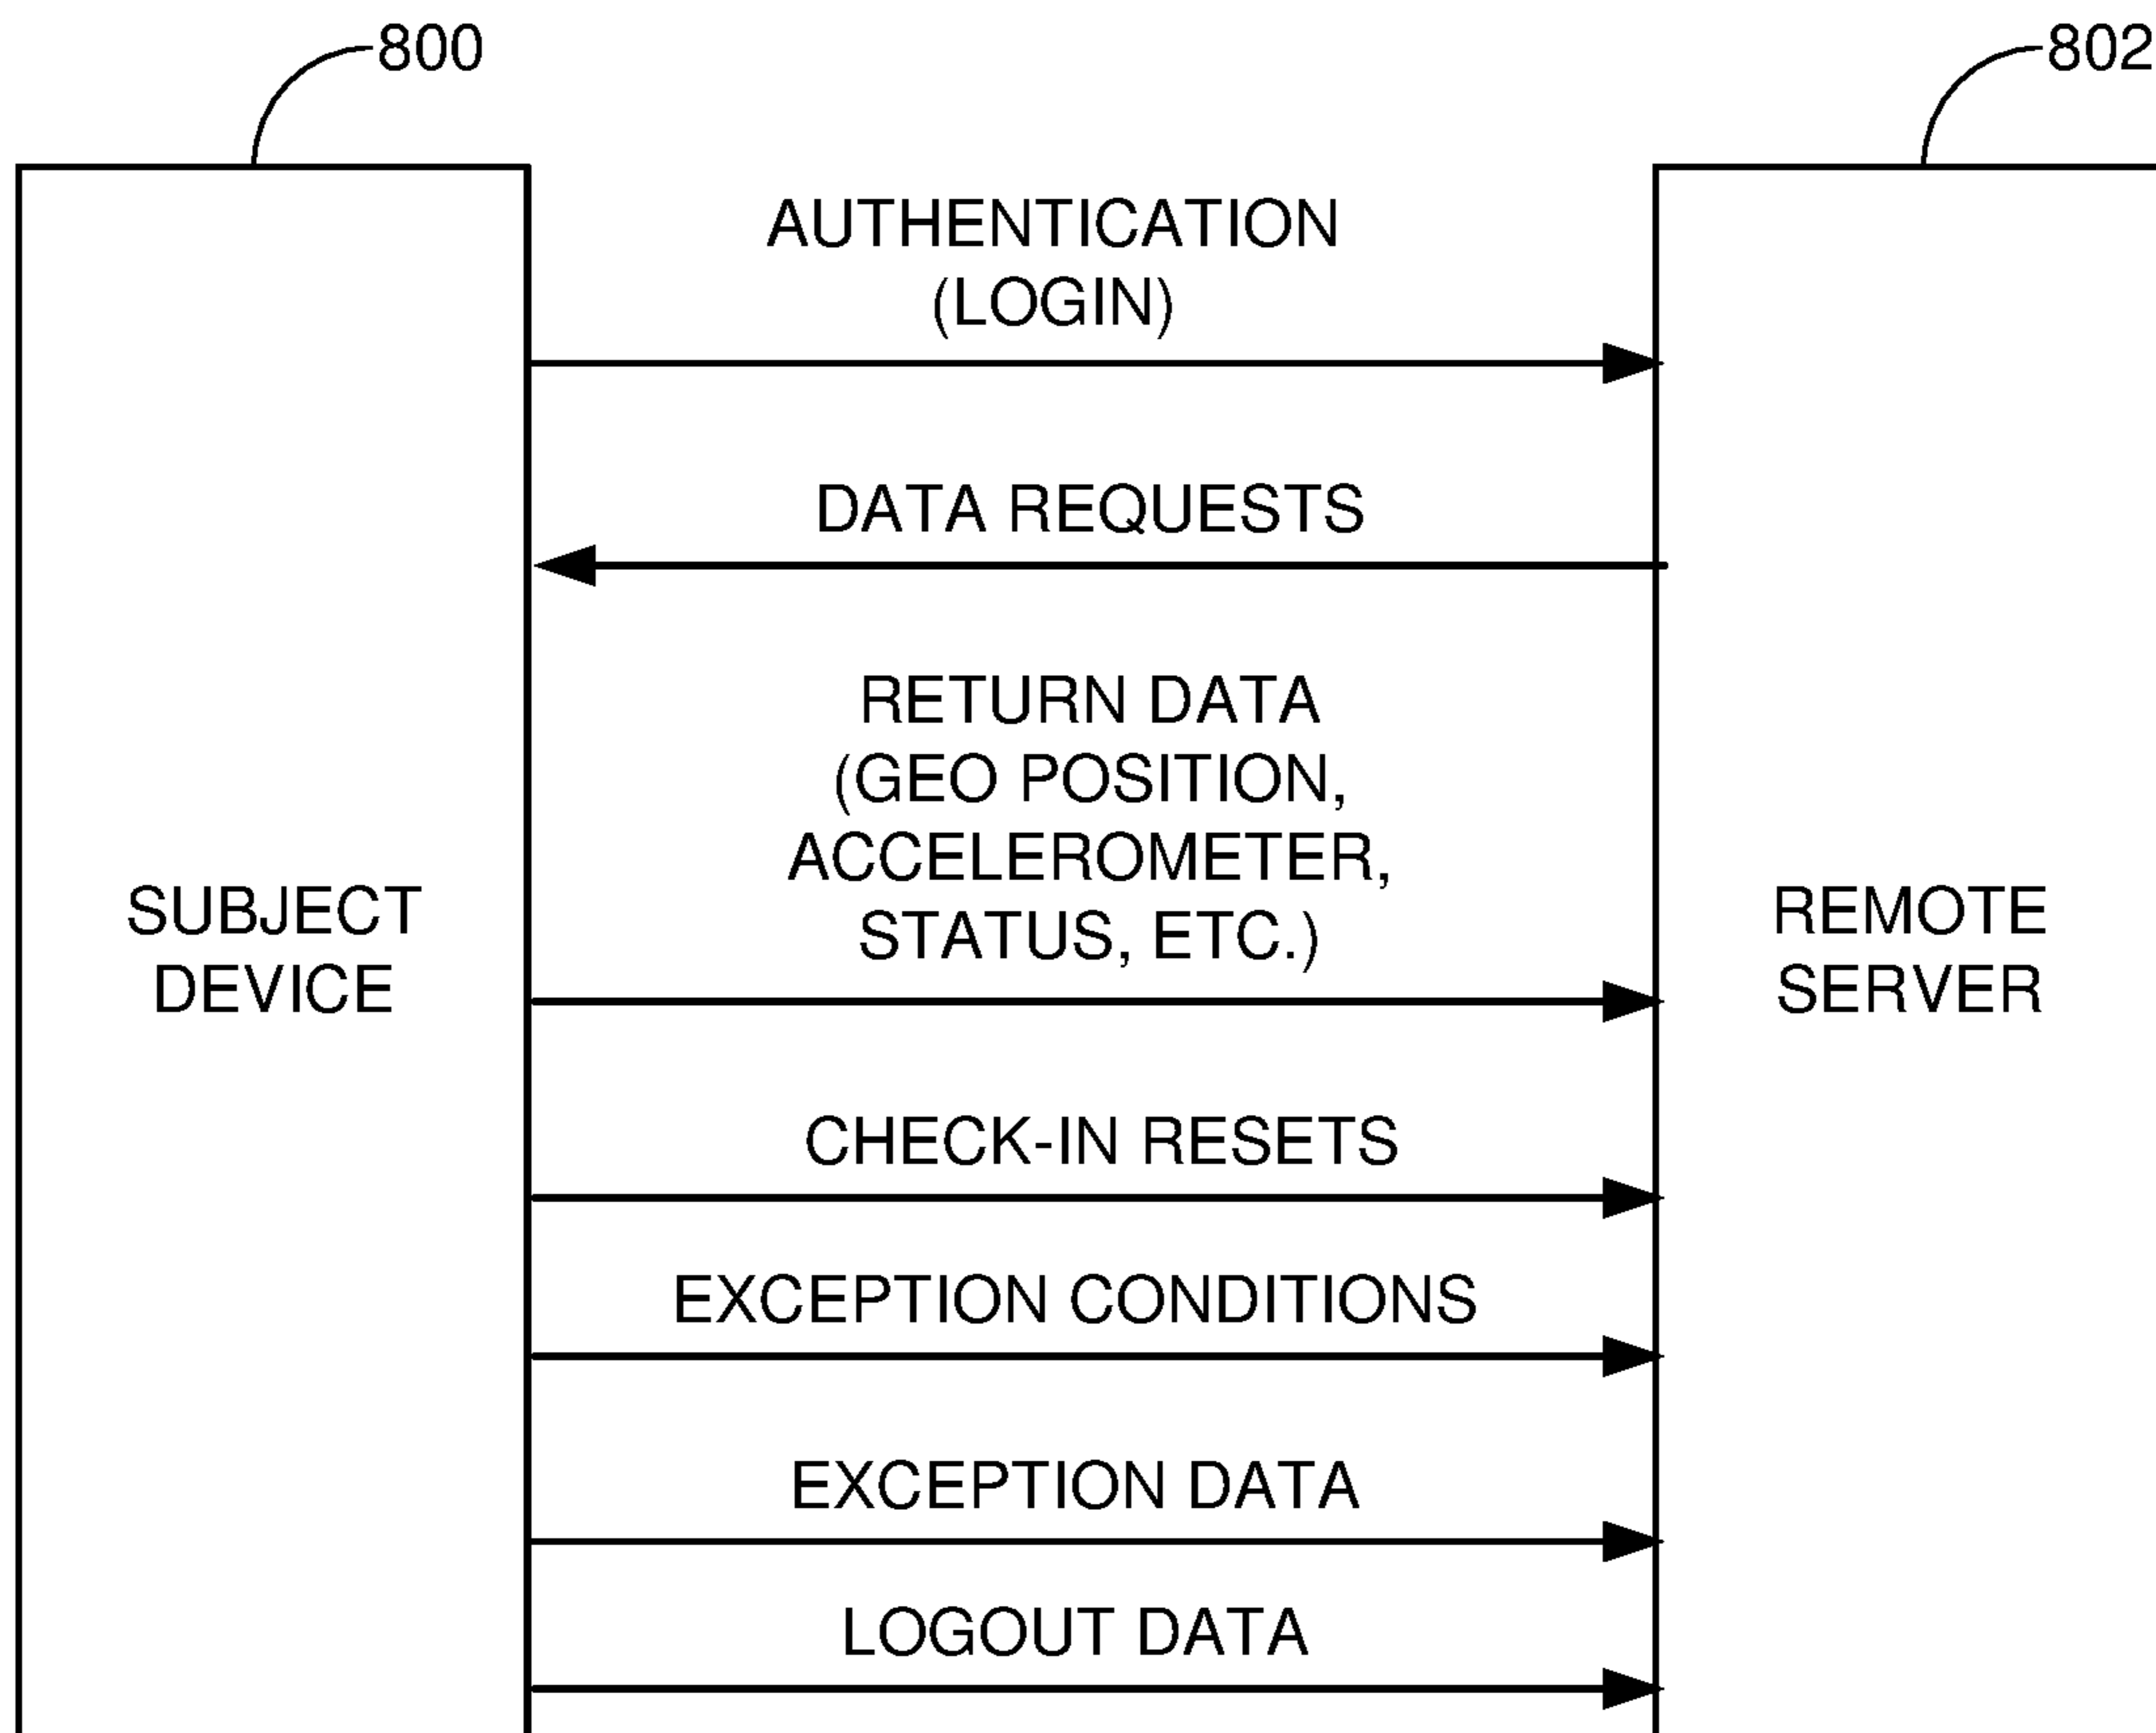 800
802
AUTHENTICATION
(LOGIN)
DATA REQUESTS
RETURN DATA
(GEO POSITION,
ACCELEROMETER,
STATUS, ETC.)
SUBJECT
DEVICE
REMOTE
SERVER
CHECK-IN RESETS
EXCEPTION CONDITIONS
EXCEPTION DATA
LOGOUT DATA